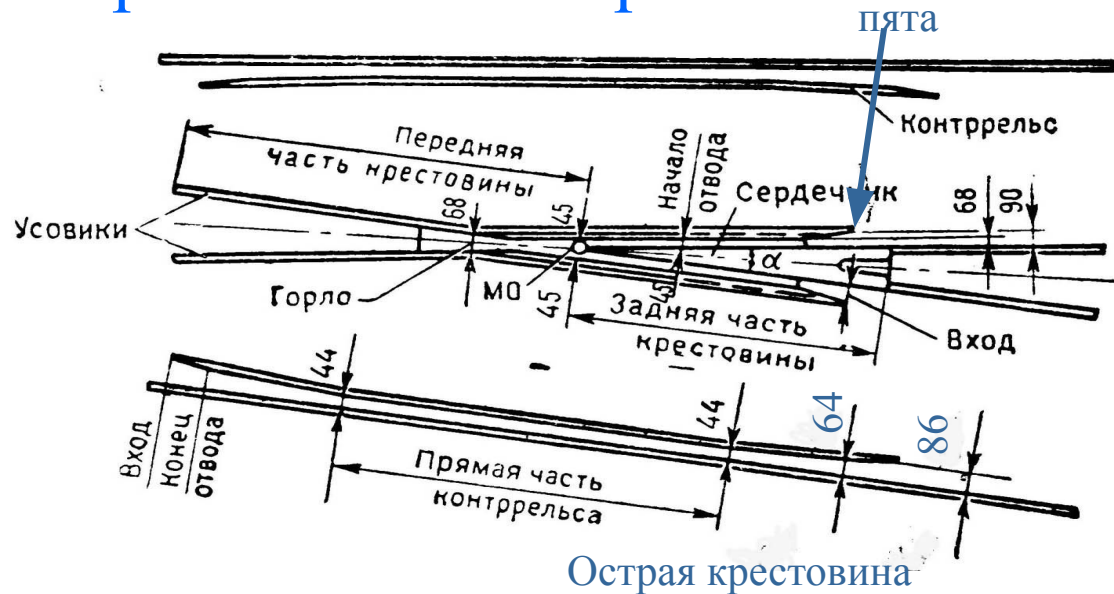 пята
Контррельс
Передняя
часть крестовины
Начало
отвода
Сердечник
68
45
68
90
Усовики
α
Горло
МО
45
45
Задняя часть
крестовины
Вход
44
44
64
86
Вход
Конец
отвода
Прямая часть
контррельса
Острая крестовина